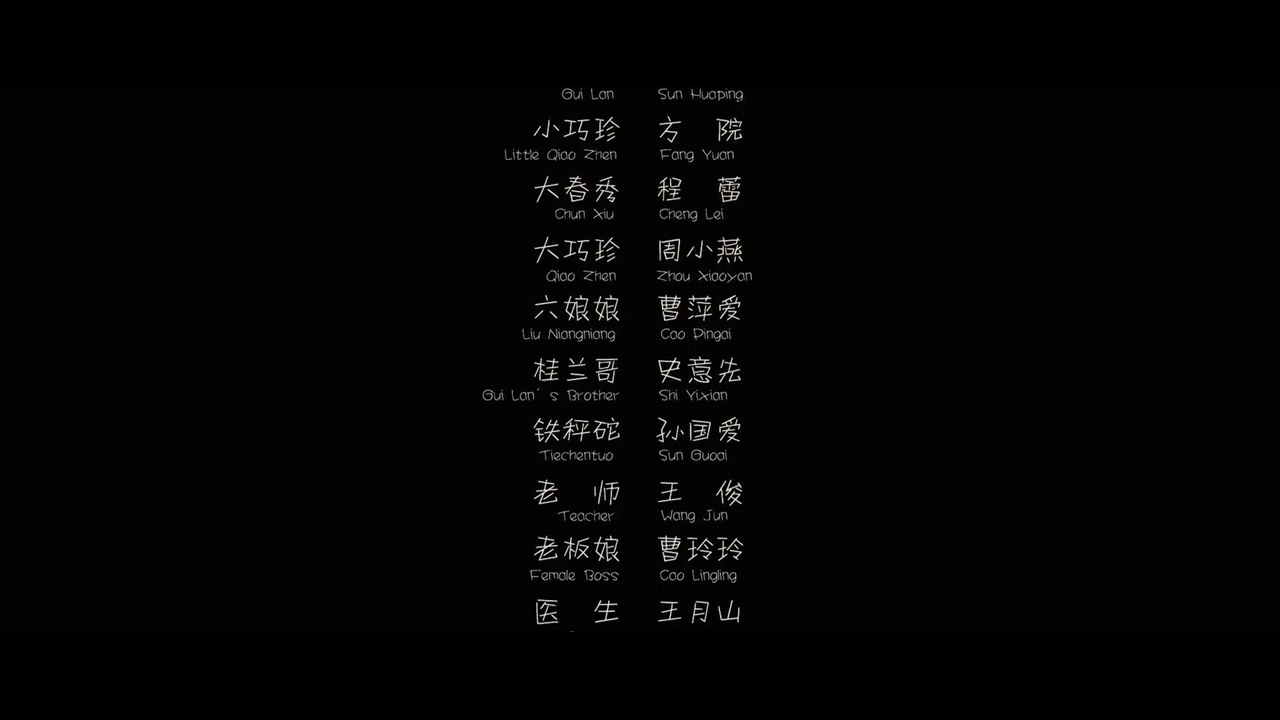 Gui Lan Sun Huaping
小巧珍 方 院
Little Qiao Zhen Fang Yuan
大春秀 程 蕾
Chun Xiu Cheng Lei
大巧珍 周小燕
Qiao Zhen Zhou Xiaoyan
六娘娘 曹萍爱
Liu Niangniang Cao Pingai
桂兰哥 史意先
Gui Lan's Brother Shi Yixian
铁秤砣 孙国爱
Tiechentuo Sun Guoai
老 师 王 俊
Teacher Wang Jun
老板娘 曹玲玲
Female Boss Cao Lingling
医 生 王月山